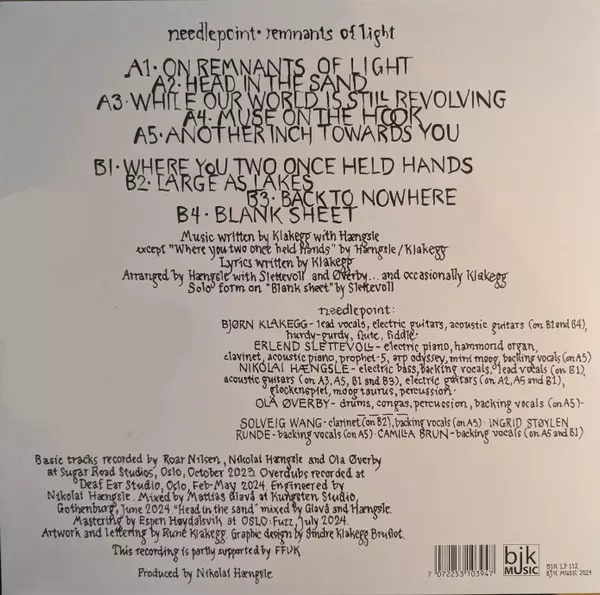 needlepoint • remnants of light
A1 • ON REMNANTS OF LIGHT
A2 • HEAD IN THE SAND
A3 • WHILE OUR WORLD IS STILL REVOLVING
A4 • MUSE ON THE HOOK
A5 • ANOTHER INCH TOWARDS YOU
B1 • WHERE YOU TWO ONCE HELD HANDS
B2 • LARGE AS LAKES
B3 • BACK TO NOWHERE
B4 • BLANK SHEET
Music written by Klakegg with Hængsle
except "Where you two once held hands" by Hængsle/Klakegg
Lyrics written by Klakegg
Arranged by Hængsle with Slettevoll and Øverby... and occasionally Klakegg
Solo form on "Blank sheet" by Slettevoll
needlepoint:
BJØRN KLAKEGG - lead vocals, electric guitars, acoustic guitars (on B1 and B4),
hurdy-gurdy, flute, fiddle •
ERLEND SLETTEVOLL - electric piano, hammond organ,
clavinet, acoustic piano, prophet-5, arp odyssey, mini moog, backing vocals (on A5)
NIKOLAI HÆNGSLE - electric bass, backing vocals, lead vocals (on B1),
acoustic guitars (on A3, A5, B1 and B3), electric guitars (on A2, A5 and B1),
glockenspiel, moog taurus, percussion •
OLA ØVERBY - drums, congas, percussion, backing vocals (on A5) •
SOLVEIG WANG - clarinet (on B2), backing vocals (on A5) • INGRID STØYLEN
RUNDE - backing vocals (on A5) • CAMILLA BRUN - backing vocals (on A5 and B1)
Basic tracks recorded by Roar Nilsen, Nikolai Hængsle and Ola Øverby
at Sugar Road Studios, Oslo, October 2023. Overdubs recorded at
Deaf Ear Studio, Oslo, Feb-May 2024. Engineered by
Nikolai Hængsle. Mixed by Mattias Glavå at Kungsten Studio,
Gothenburg, June 2024. "Head in the sand" mixed by Glavå and Hængsle.
Mastering by Espen Høydalsvik at OSLO Fuzz, July 2024.
Artwork and lettering by Rune Klakegg. Graphic design by Sindre Klakegg Bruflot.
This recording is partly supported by FFUK
Produced by Nikolai Hængsle
7 072253 103947
bjk
MUSIC
BJK LP 112
BJK MUSIC 2024